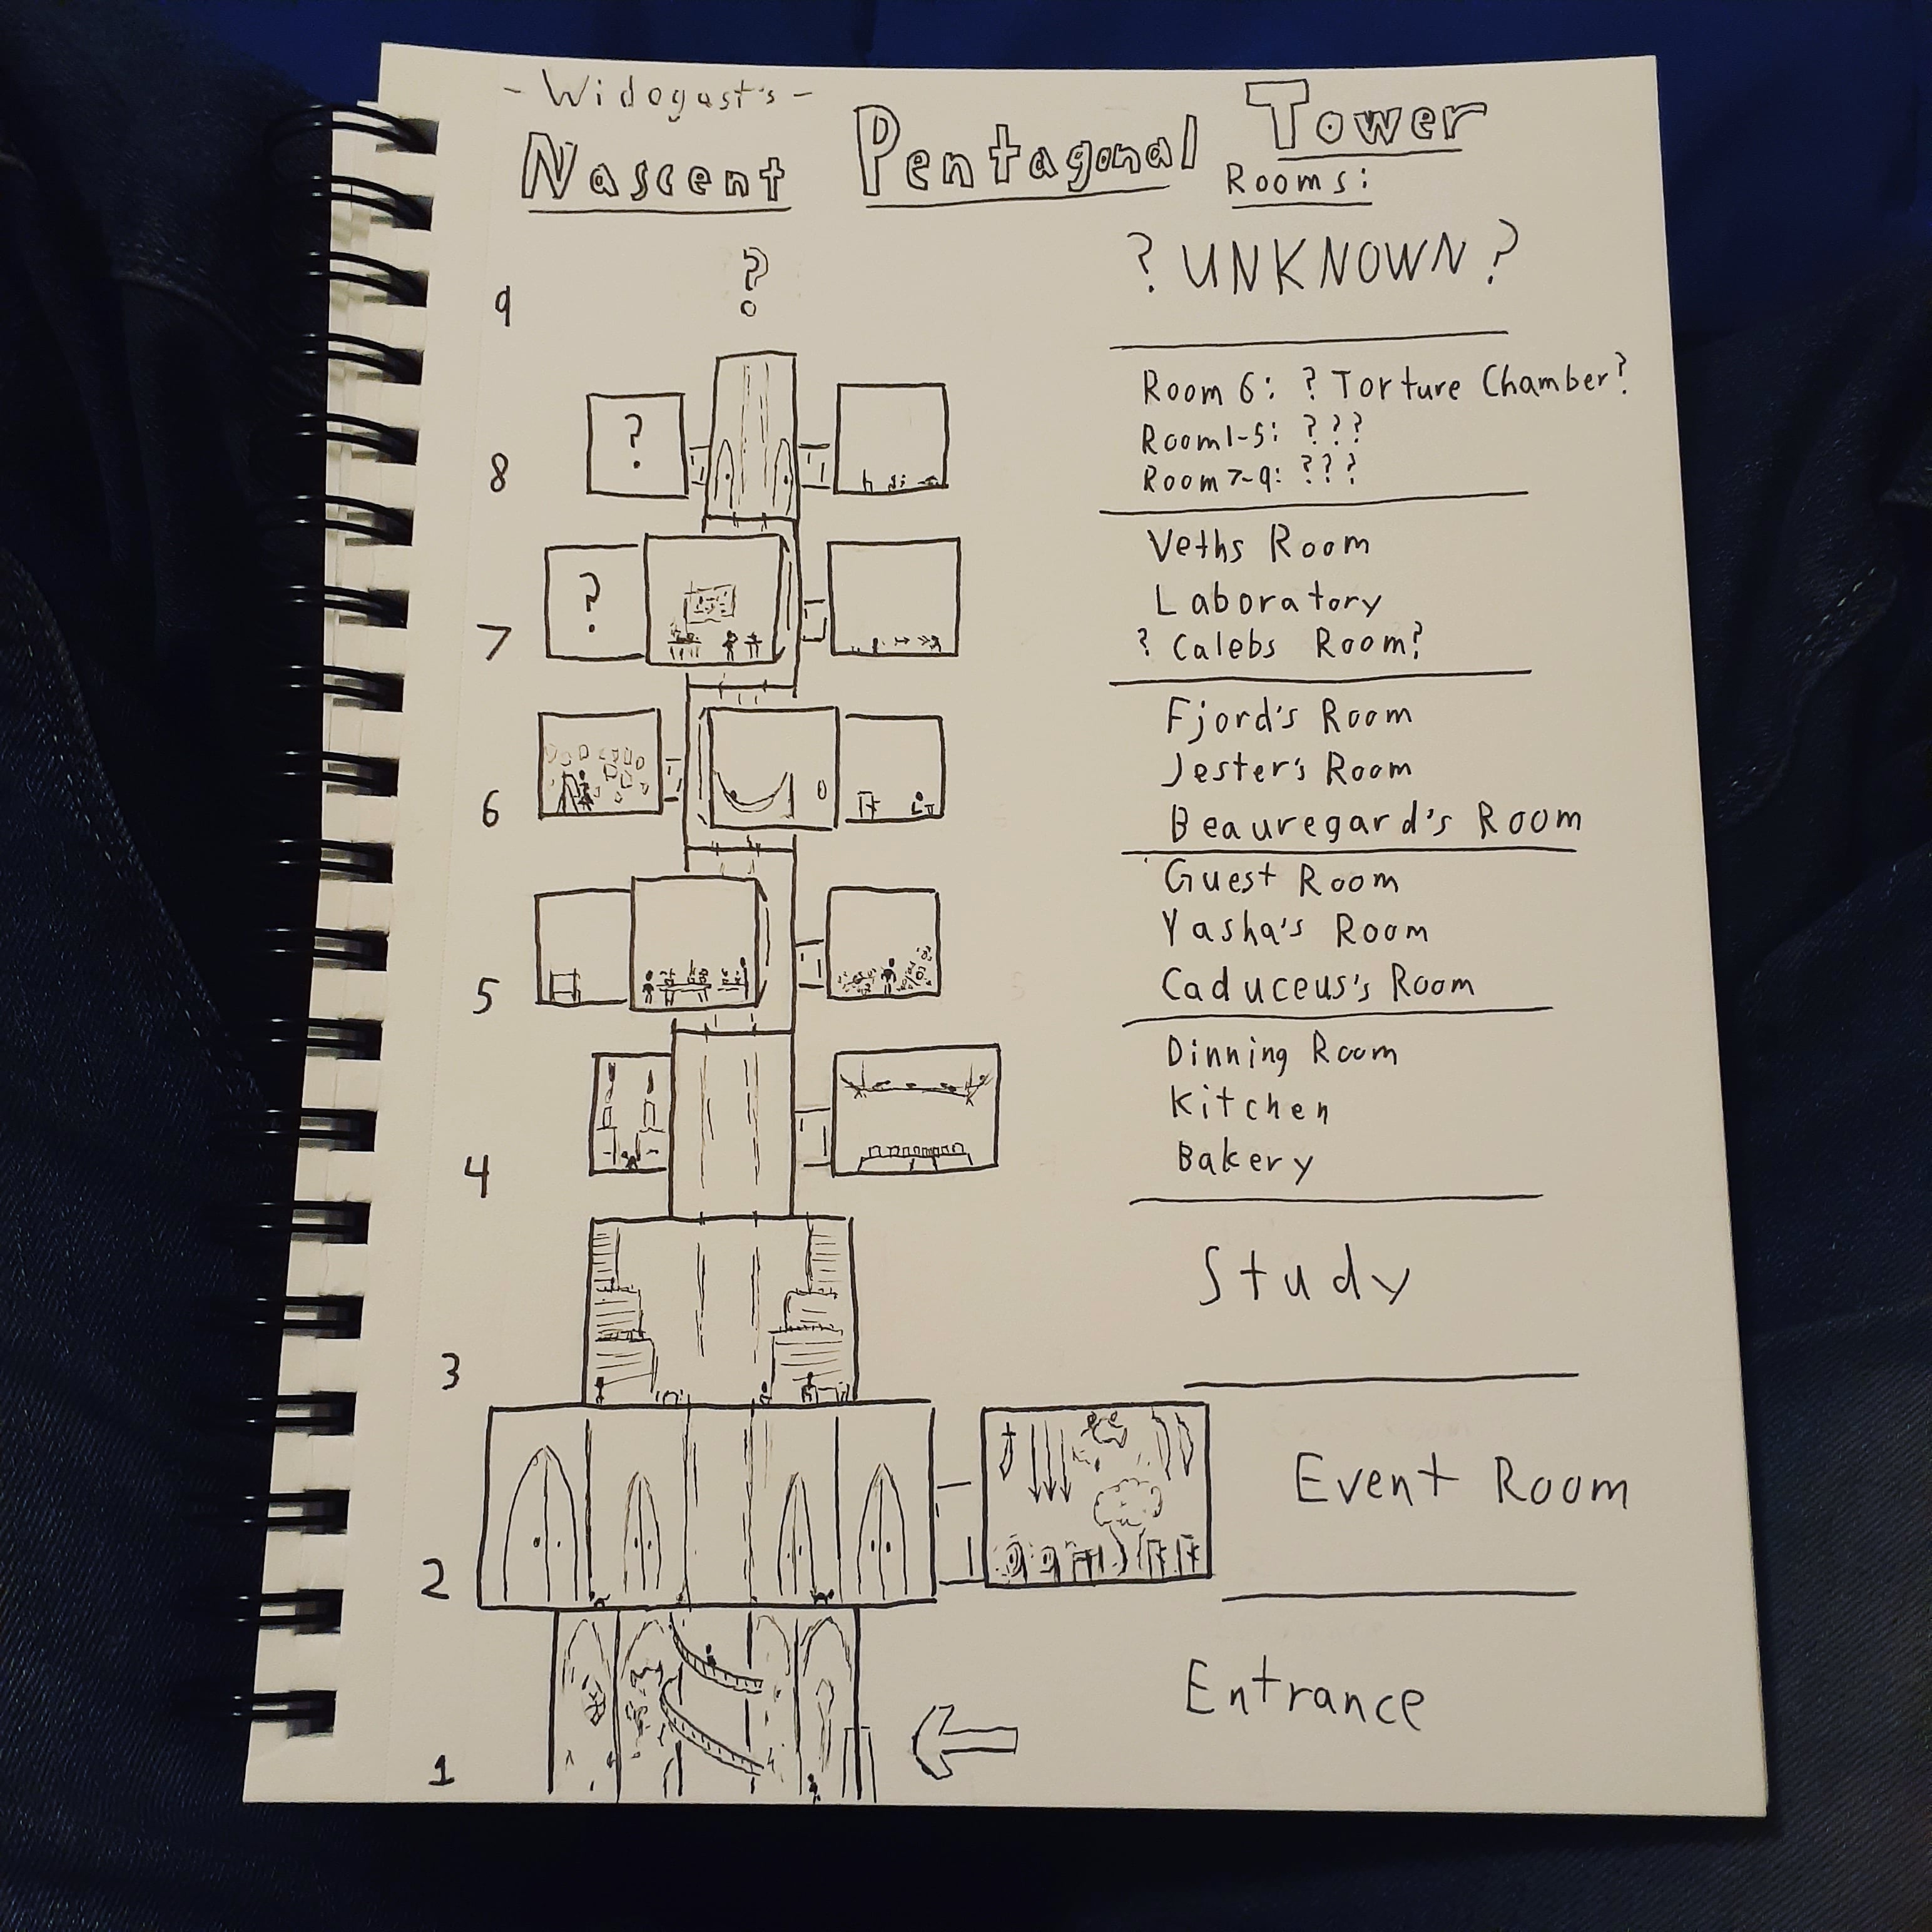 - Widogast's -
Nascent Pentagonal Tower
Rooms:
9 ? ? UNKNOWN ?
Room 6: ? Torture Chamber?
Room 1-5: ? ? ?
8 ? Room 7-9: ? ? ?
Veths Room
Laboratory
7 ? ? Calebs Room?
Fjord's Room
Jester's Room
6 Beauregard's Room
Guest Room
Yasha's Room
5 Caduceus's Room
Dinning Room
Kitchen
4 Bakery
Study
3
Event Room
2
Entrance
1